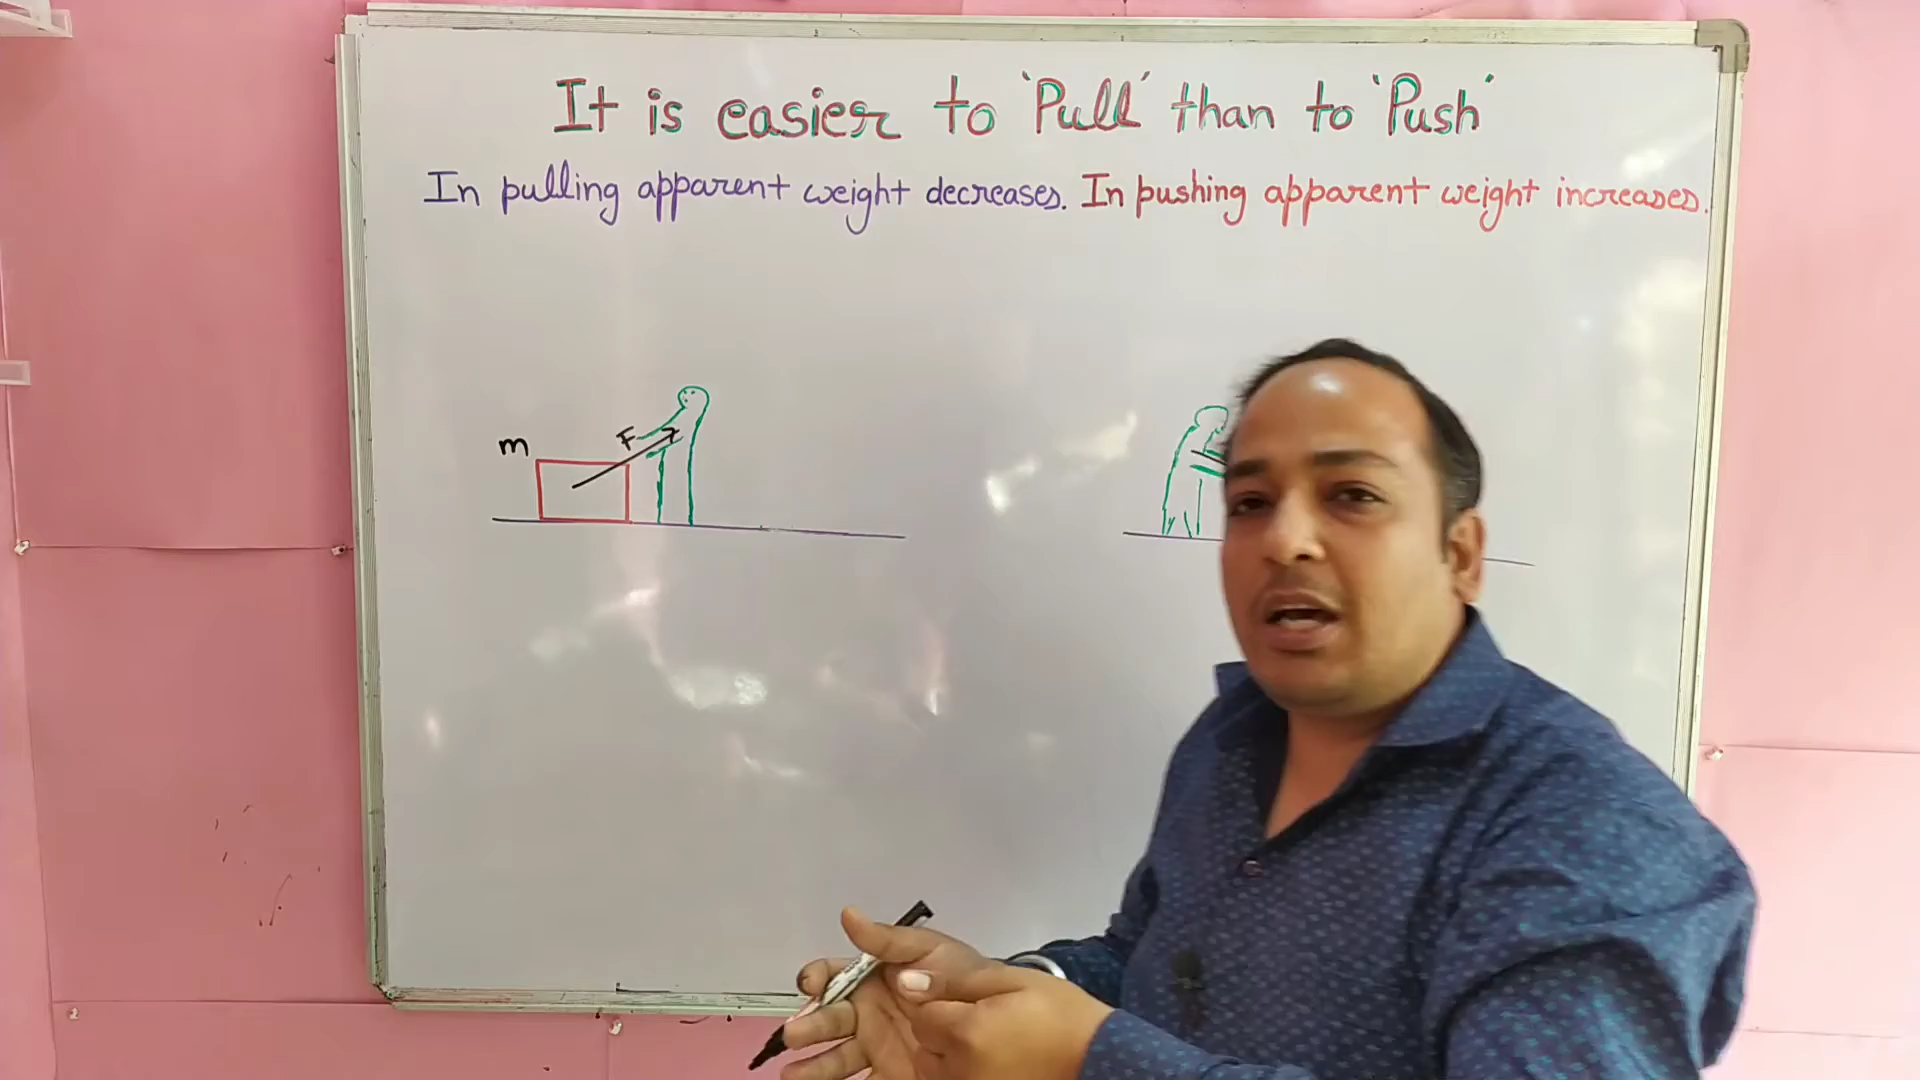 It is easier to 'Pull' than to 'Push'
In pulling apparent weight decreases. In pushing apparent weight increases.
F
m